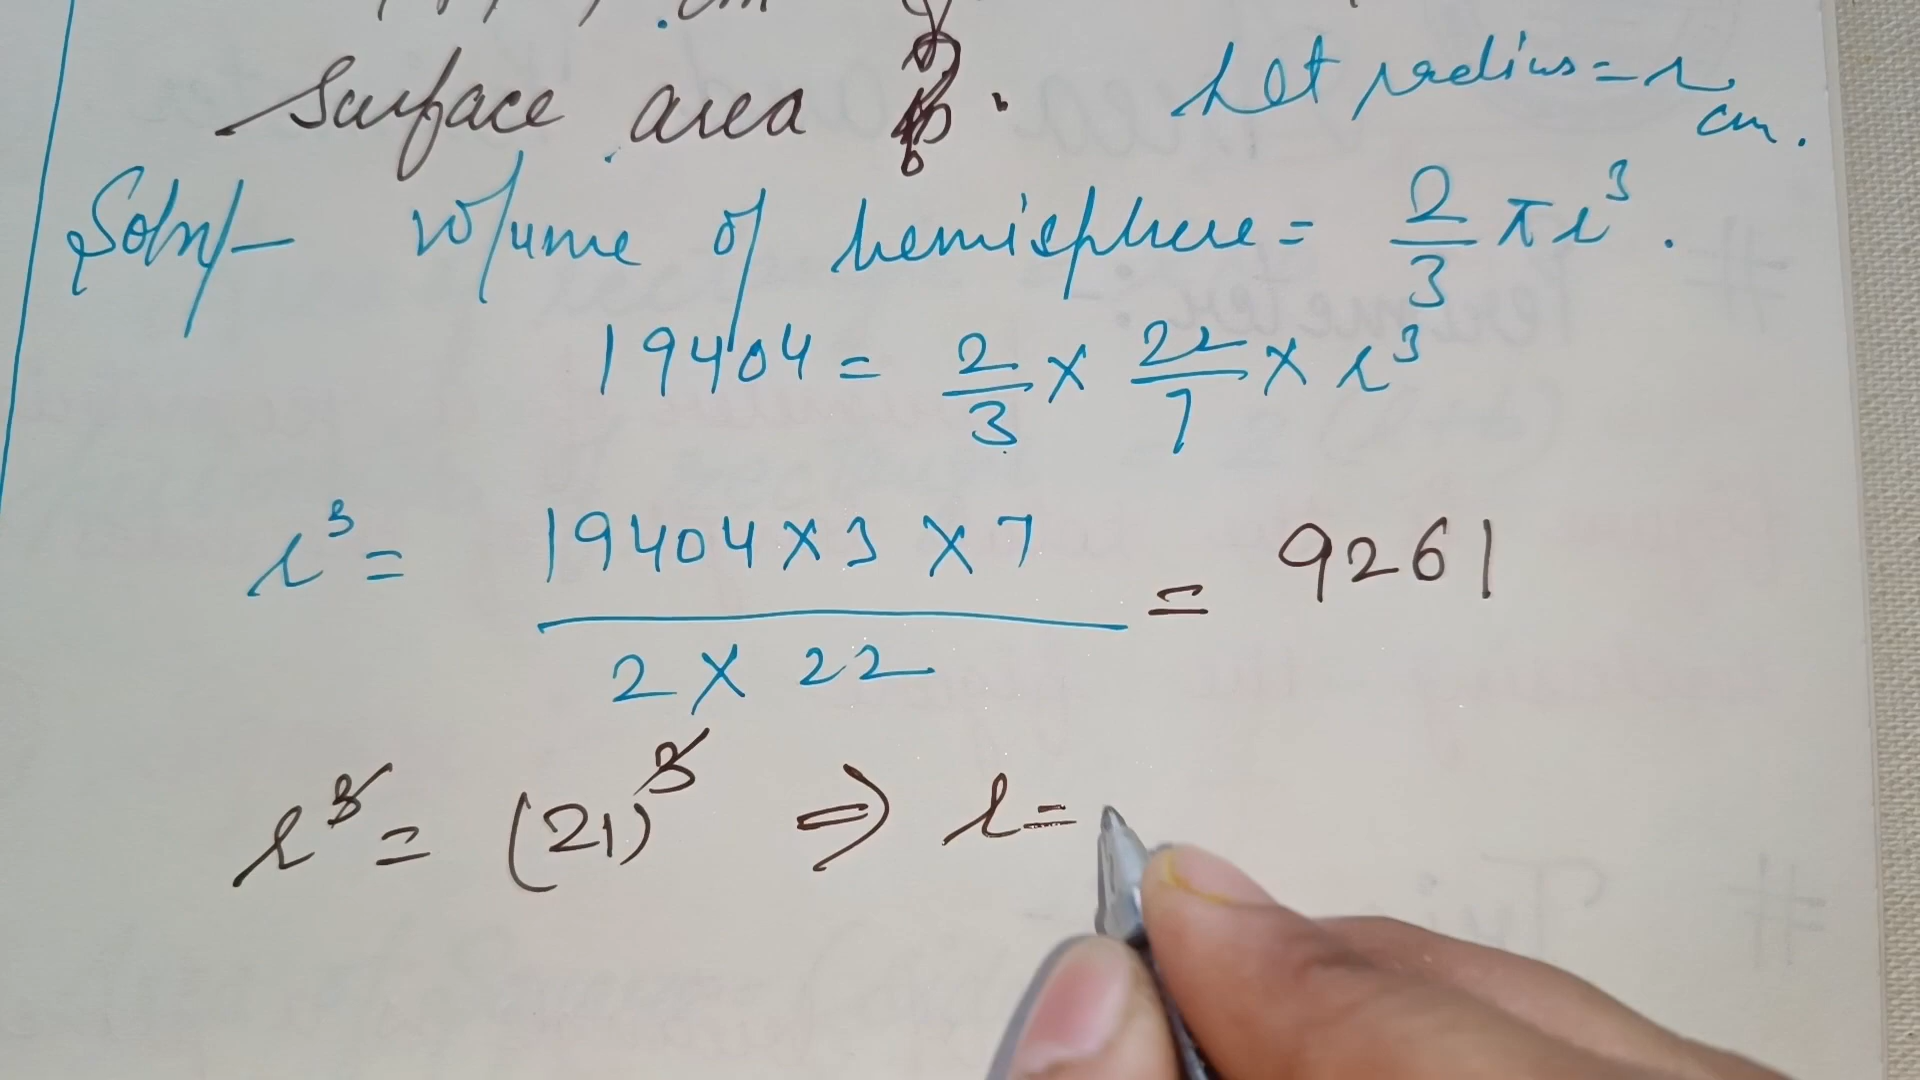 Surface area
Let radius = r cm.
Soln/- volume of hemisphere = 2/3 πr³.
19404 = 2/3 × 22/7 × r³
r³ = 19404 × 3 × 7 / 2 × 22 = 9261
r³ = (21)³ ⇒ r =